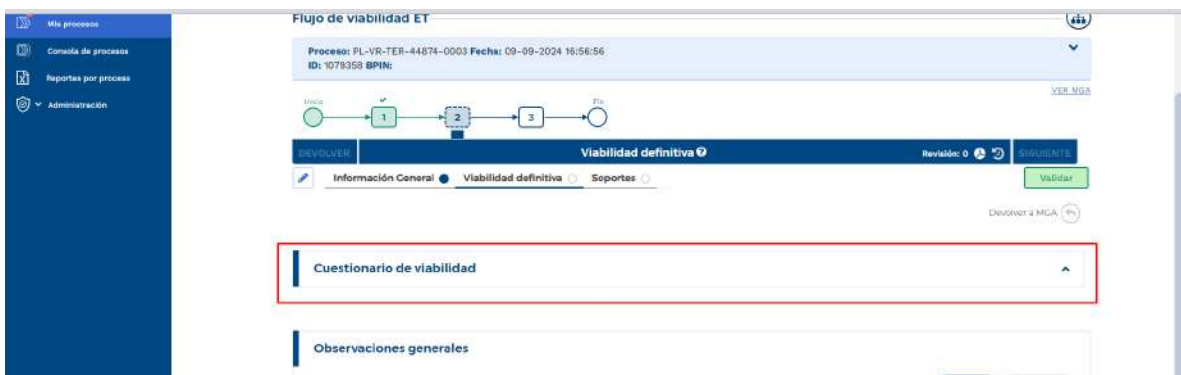 Mis procesos
Consola de procesos
Reportes por proceso
Administración
Flujo de viabilidad ET
Proceso: PL-VR-TER-44874-0003 Fecha: 09-09-2024 16:56:56
ID: 1079358 BPIN:
VER MGA
Inicio
1
2
3
Fin
DEVOLVER
Viabilidad definitiva
Revisión: 0
SIGUIENTE
Información General
Viabilidad definitiva
Soportes
Validar
Devolver a MGA
Cuestionario de viabilidad
Observaciones generales